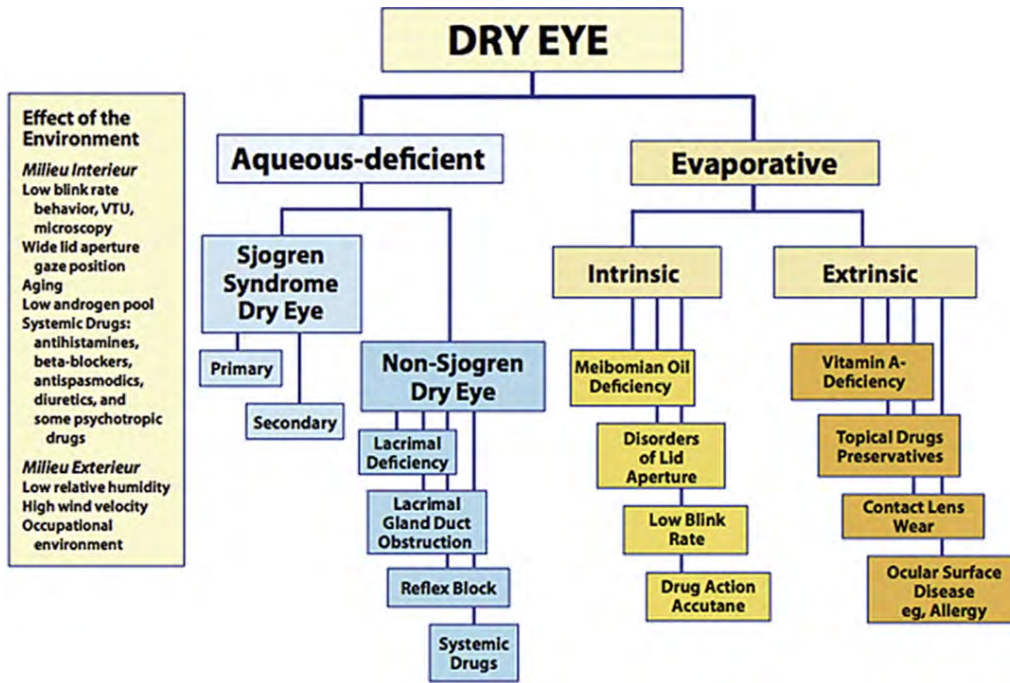 DRY EYE
Effect of the
Environment
Milieu Interieur
Low blink rate
behavior, VTU,
microscopy
Wide lid aperture
gaze position
Aging
Low androgen pool
Systemic Drugs:
antihistamines,
beta-blockers,
antispasmodics,
diuretics, and
some psychotropic
drugs
Milieu Exterieur
Low relative humidity
High wind velocity
Occupational
environment
Aqueous-deficient
Sjogren
Syndrome
Dry Eye
Primary
Secondary
Non-Sjogren
Dry Eye
Lacrimal
Deficiency
Lacrimal
Gland Duct
Obstruction
Reflex Block
Systemic
Drugs
Evaporative
Intrinsic
Meibomian Oil
Deficiency
Disorders
of Lid
Aperture
Low Blink
Rate
Drug Action
Accutane
Extrinsic
Vitamin A-
Deficiency
Topical Drugs
Preservatives
Contact Lens
Wear
Ocular Surface
Disease
eg, Allergy